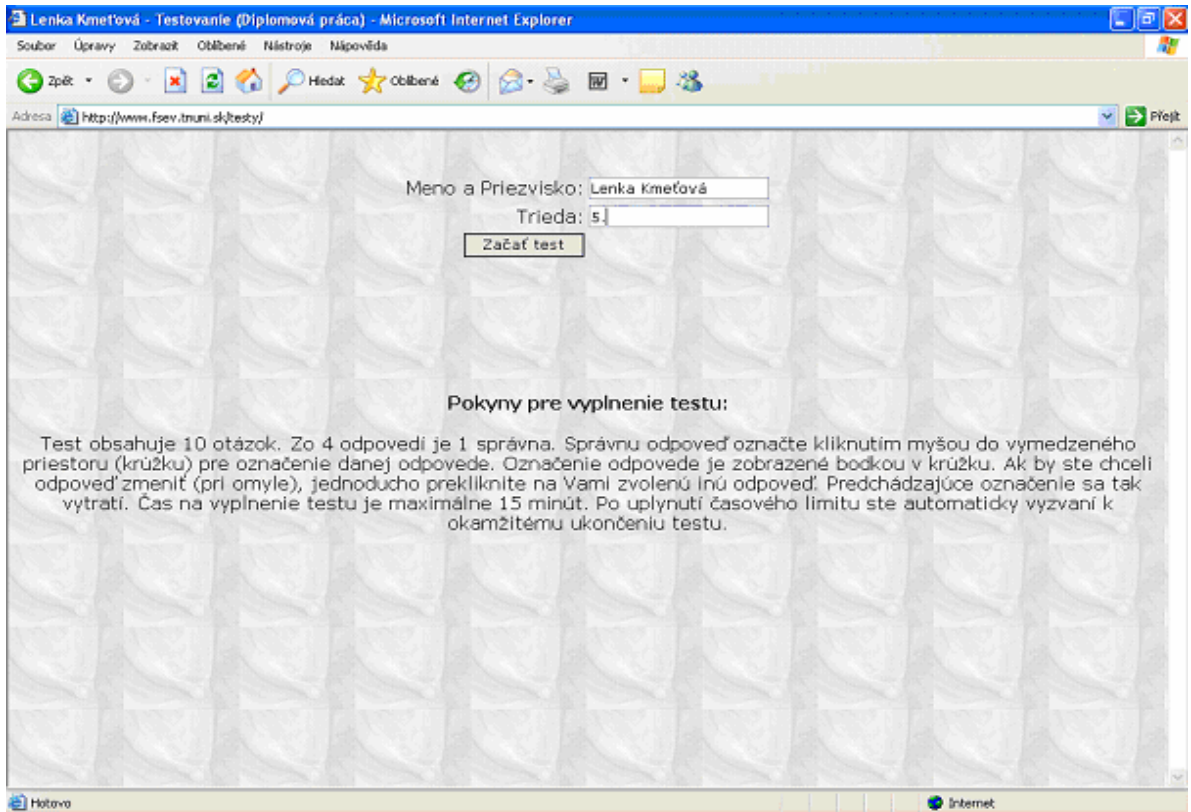 Lenka Kmeťová - Testovanie (Diplomová práca) - Microsoft Internet Explorer
Soubor Úpravy Zobrazit Oblíbené Nástroje Nápověda
Zpět Hledat Oblíbené
Adresa http://www.fsev.tnuni.sk/testy/ Přejít
Meno a Priezvisko: Lenka Kmeťová
Trieda: 5.
Začať test
Pokyny pre vyplnenie testu:
Test obsahuje 10 otázok. Zo 4 odpovedí je 1 správna. Správnu odpoveď označte kliknutím myšou do vymedzeného
priestoru (krúžku) pre označenie danej odpovede. Označenie odpovede je zobrazené bodkou v krúžku. Ak by ste chceli
odpoveď zmeniť (pri omyle), jednoducho prekliknite na Vami zvolenú inú odpoveď. Predchádzajúce označenie sa tak
vytratí. Čas na vyplnenie testu je maximálne 15 minút. Po uplynutí časového limitu ste automaticky vyzvaní k
okamžitému ukončeniu testu.
Hotovo Internet